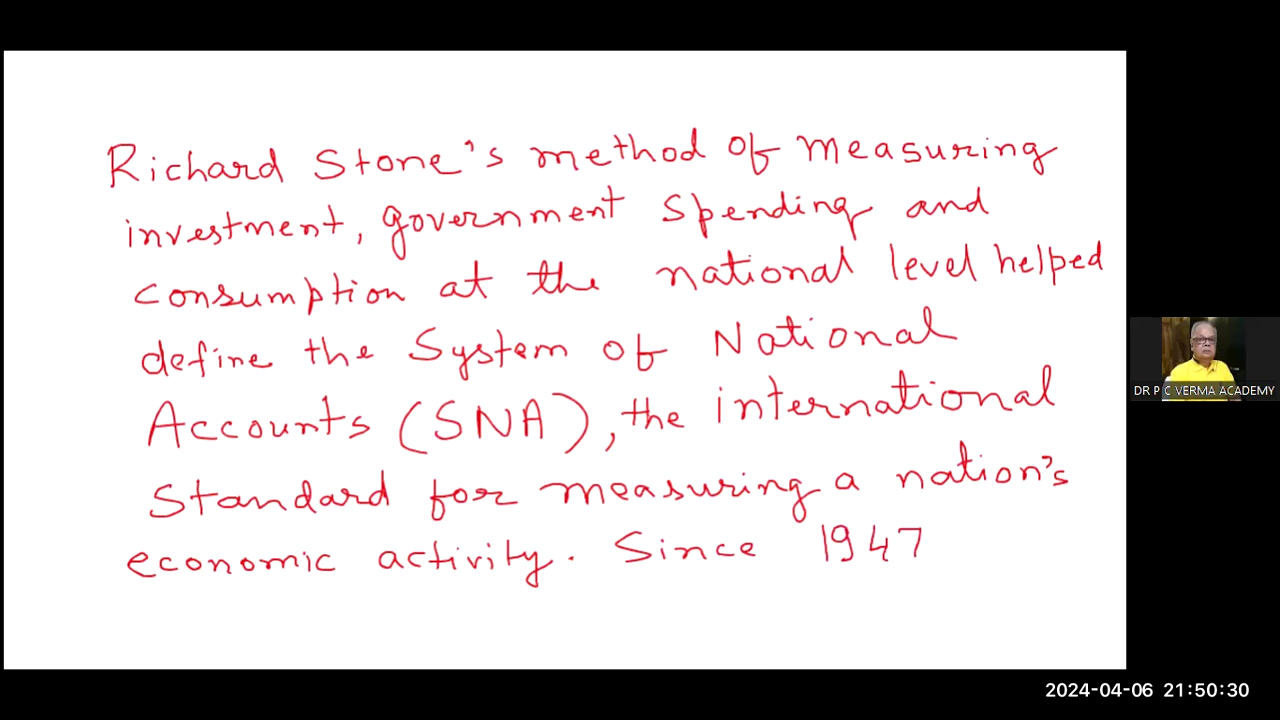 Richard Stone's method of measuring
investment, government spending and
consumption at the national level helped
define the System of National
Accounts (SNA), the international
Standard for measuring a nation's
economic activity. Since 1947
DR P C VERMA ACADEMY
2024-04-06 21:50:30